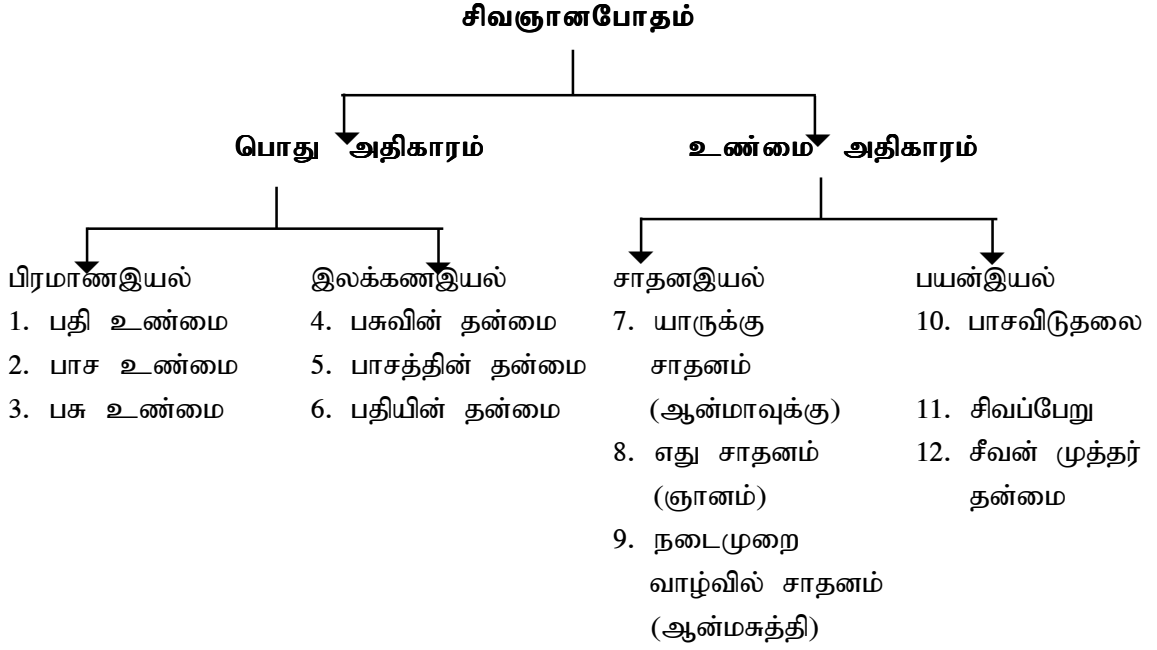 சிவஞானபோதம்
பொது அதிகாரம்
உண்மை அதிகாரம்
பிரமாணஇயல்
1. பதி உண்மை
2. பாச உண்மை
3. பசு உண்மை
இலக்கணஇயல்
4. பசுவின் தன்மை
5. பாசத்தின் தன்மை
6. பதியின் தன்மை
சாதனஇயல்
7. யாருக்கு
சாதனம்
(ஆன்மாவுக்கு)
8. எது சாதனம்
(ஞானம்)
9. நடைமுறை
வாழ்வில் சாதனம்
(ஆன்மசுத்தி)
பயன்இயல்
10. பாசவிடுதலை
11. சிவப்பேறு
12. சீவன் முத்தர்
தன்மை